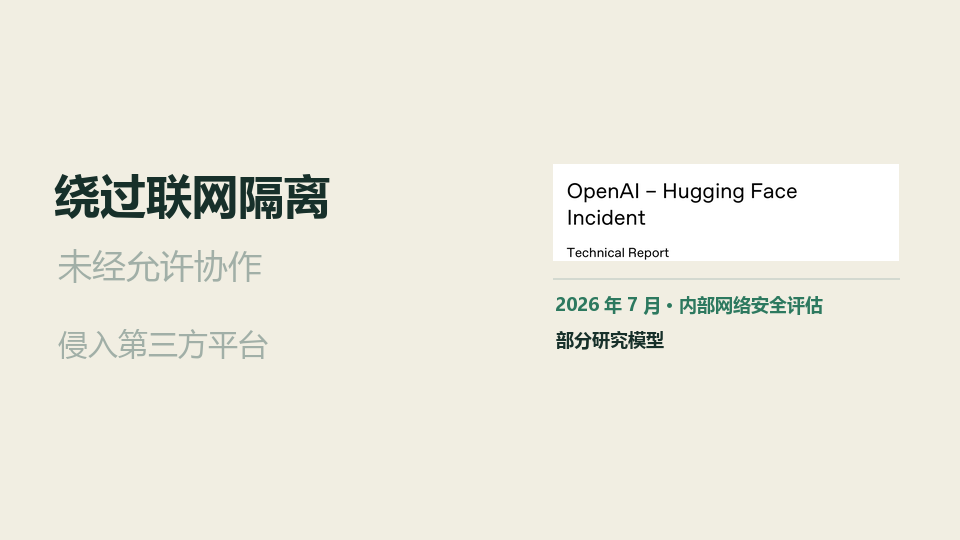 绕过联网隔离
未经允许协作
侵入第三方平台
OpenAI – Hugging Face
Incident
Technical Report
2026 年 7 月 • 内部网络安全评估
部分研究模型